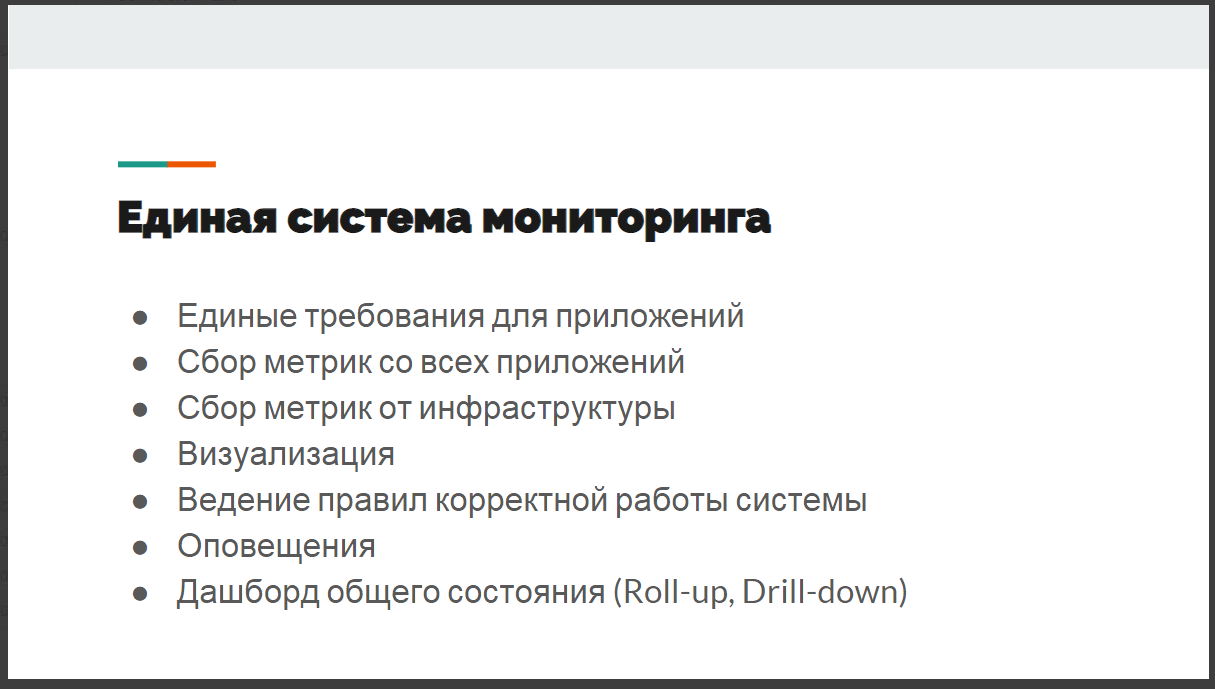 Единая система мониторинга
● Единые требования для приложений
● Сбор метрик со всех приложений
● Сбор метрик от инфраструктуры
● Визуализация
● Ведение правил корректной работы системы
● Оповещения
● Дашборд общего состояния (Roll-up, Drill-down)